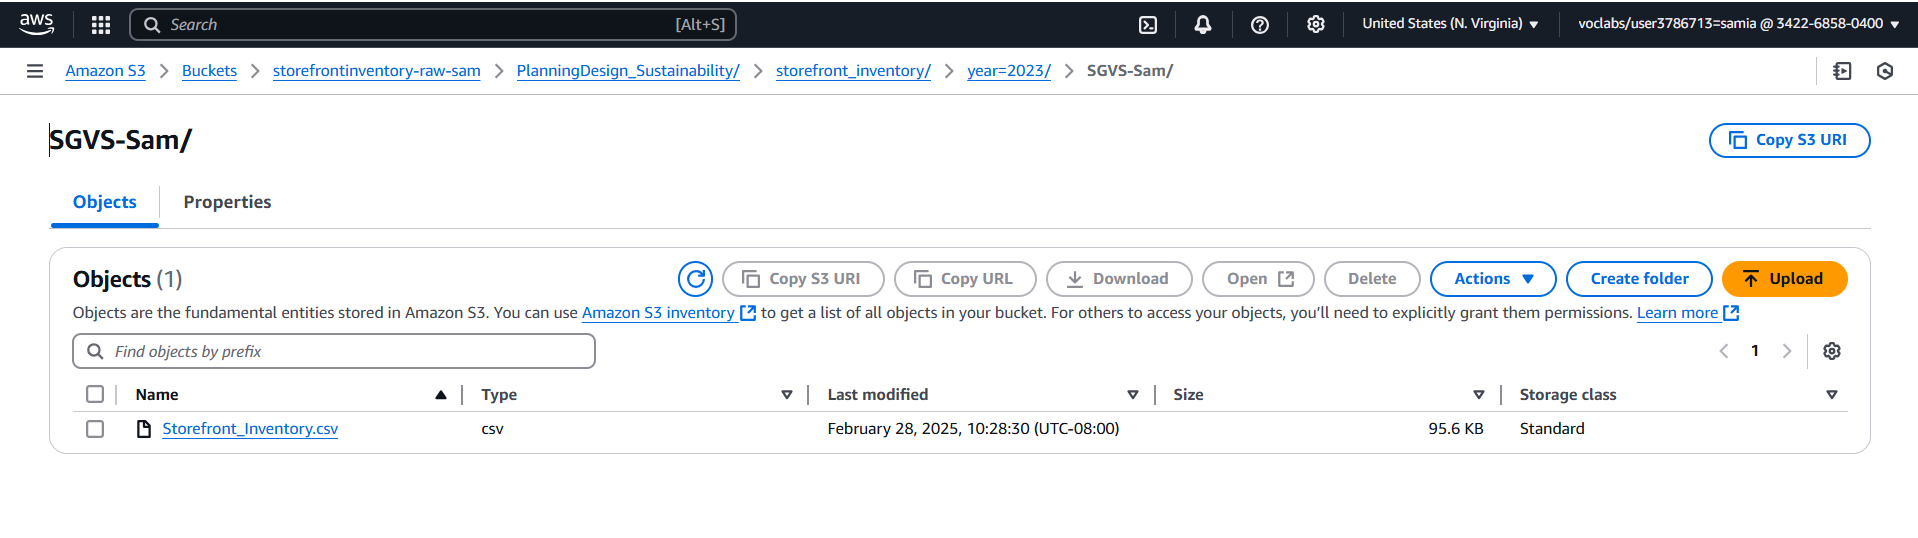 aws Search [Alt+S] United States (N. Virginia) voclabs/user3786713=samia @ 3422-6858-0400
Amazon S3 Buckets storefrontinventory-raw-sam PlanningDesign_Sustainability/ storefront_inventory/ year=2023/ SGVS-Sam/
SGVS-Sam/ Copy S3 URI
Objects Properties
Objects (1) Copy S3 URI Copy URL Download Open Delete Actions Create folder Upload
Objects are the fundamental entities stored in Amazon S3. You can use Amazon S3 inventory to get a list of all objects in your bucket. For others to access your objects, you'll need to explicitly grant them permissions. Learn more
Find objects by prefix 1
Name Type Last modified Size Storage class
Storefront_Inventory.csv csv February 28, 2025, 10:28:30 (UTC-08:00) 95.6 KB Standard